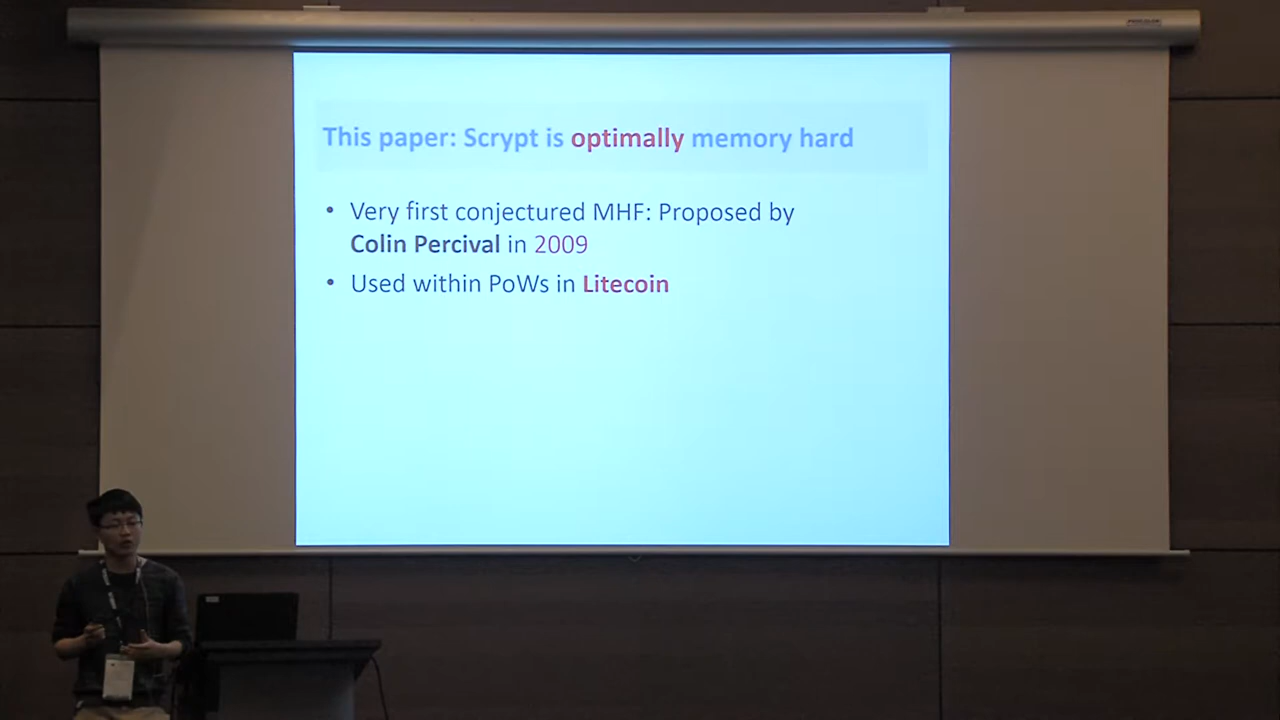 This paper: Scrypt is optimally memory hard
• Very first conjectured MHF: Proposed by
Colin Percival in 2009
• Used within PoWs in Litecoin